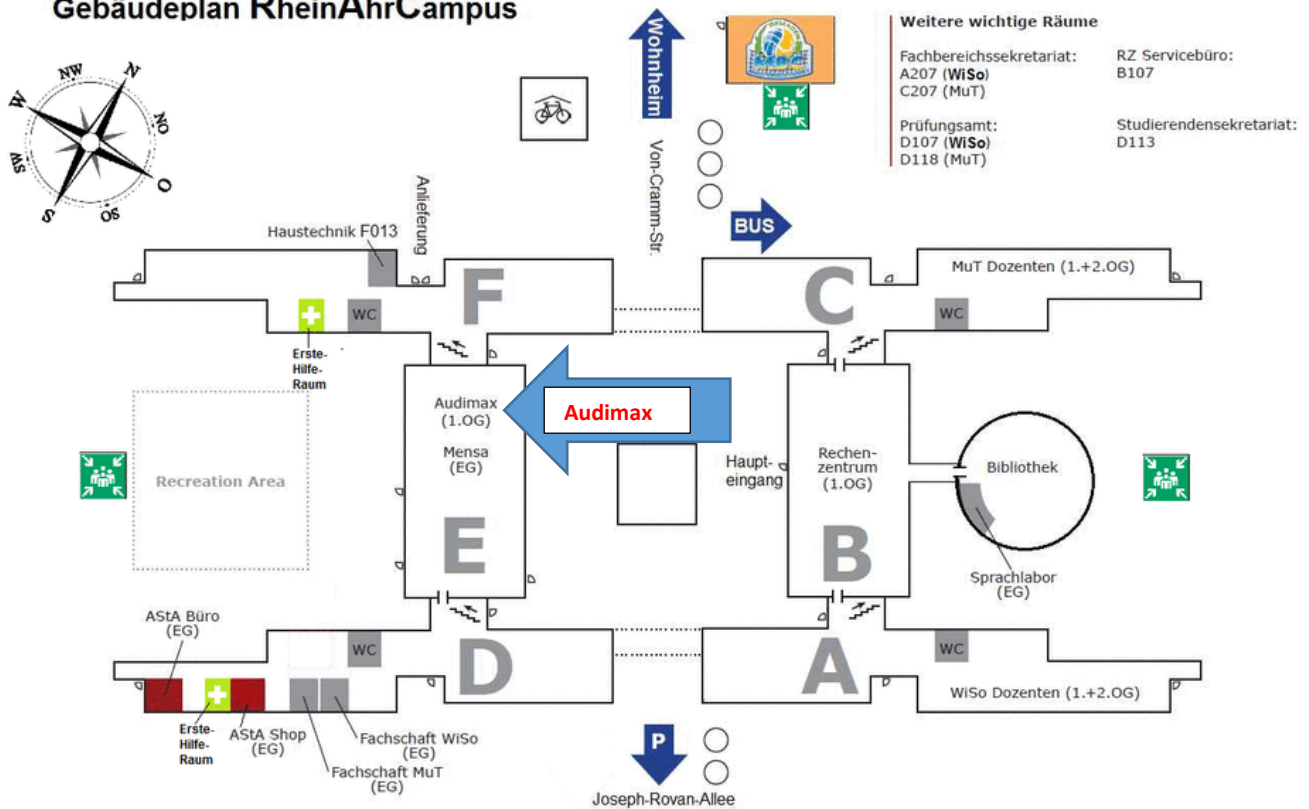 Gebäudeplan RheinAhrCampus
Wohnheim
Weitere wichtige Räume
Fachbereichssekretariat:
A207 (WiSo)
C207 (MuT)
RZ Servicebüro:
B107
Prüfungsamt:
D107 (WiSo)
D118 (MuT)
Studierendensekretariat:
D113
N
NO
O
SO
S
SW
W
NW
Von-Cramm-Str.
Anlieferung
BUS
Haustechnik F013
F
WC
Erste-
Hilfe-
Raum
C
MuT Dozenten (1.+2.OG)
WC
Audimax
(1.OG)
Mensa
(EG)
E
Audimax
Recreation Area
Haupt-
eingang
Rechen-
zentrum
(1.OG)
B
Bibliothek
Sprachlabor
(EG)
AStA Büro
(EG)
WC
D
A
WC
WiSo Dozenten (1.+2.OG)
Erste-
Hilfe-
Raum
AStA Shop
(EG)
Fachschaft WiSo
(EG)
Fachschaft MuT
(EG)
P
Joseph-Rovan-Allee